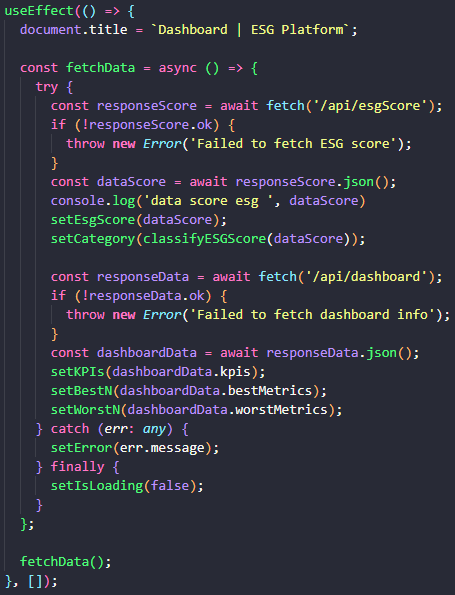 useEffect(() => {
  document.title = `Dashboard | ESG Platform`;

  const fetchData = async () => {
    try {
      const responseScore = await fetch('/api/esgScore');
      if (!responseScore.ok) {
        throw new Error('Failed to fetch ESG score');
      }
      const dataScore = await responseScore.json();
      console.log('data score esg ', dataScore)
      setEsgScore(dataScore);
      setCategory(classifyESGScore(dataScore));

      const responseData = await fetch('/api/dashboard');
      if (!responseData.ok) {
        throw new Error('Failed to fetch dashboard info');
      }
      const dashboardData = await responseData.json();
      setKPIs(dashboardData.kpis);
      setBestN(dashboardData.bestMetrics);
      setWorstN(dashboardData.worstMetrics);
    } catch (err: any) {
      setError(err.message);
    } finally {
      setIsLoading(false);
    }
  };

  fetchData();
}, []);